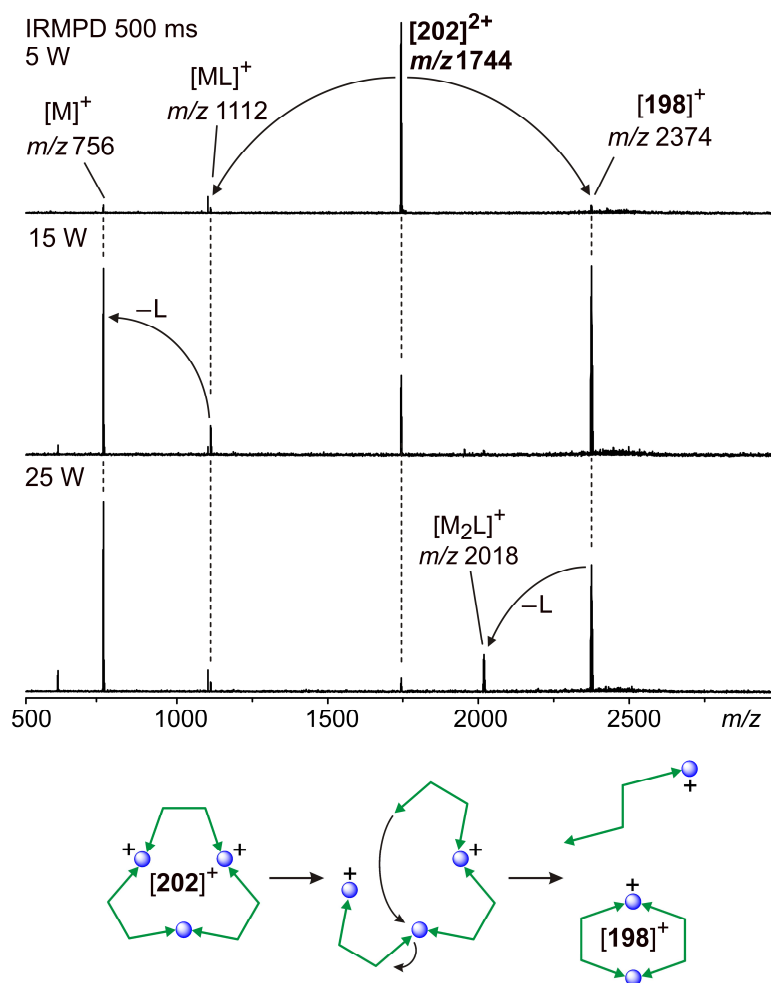 IRMPD 500 ms
5 W
[202]²⁺
m/z 1744
[ML]⁺
m/z 1112
[M]⁺
m/z 756
[198]⁺
m/z 2374
15 W
–L
25 W
[M₂L]⁺
m/z 2018
–L
500 1000 1500 2000 2500 m/z
+ +
[202]⁺
+
+
+
+
[198]⁺